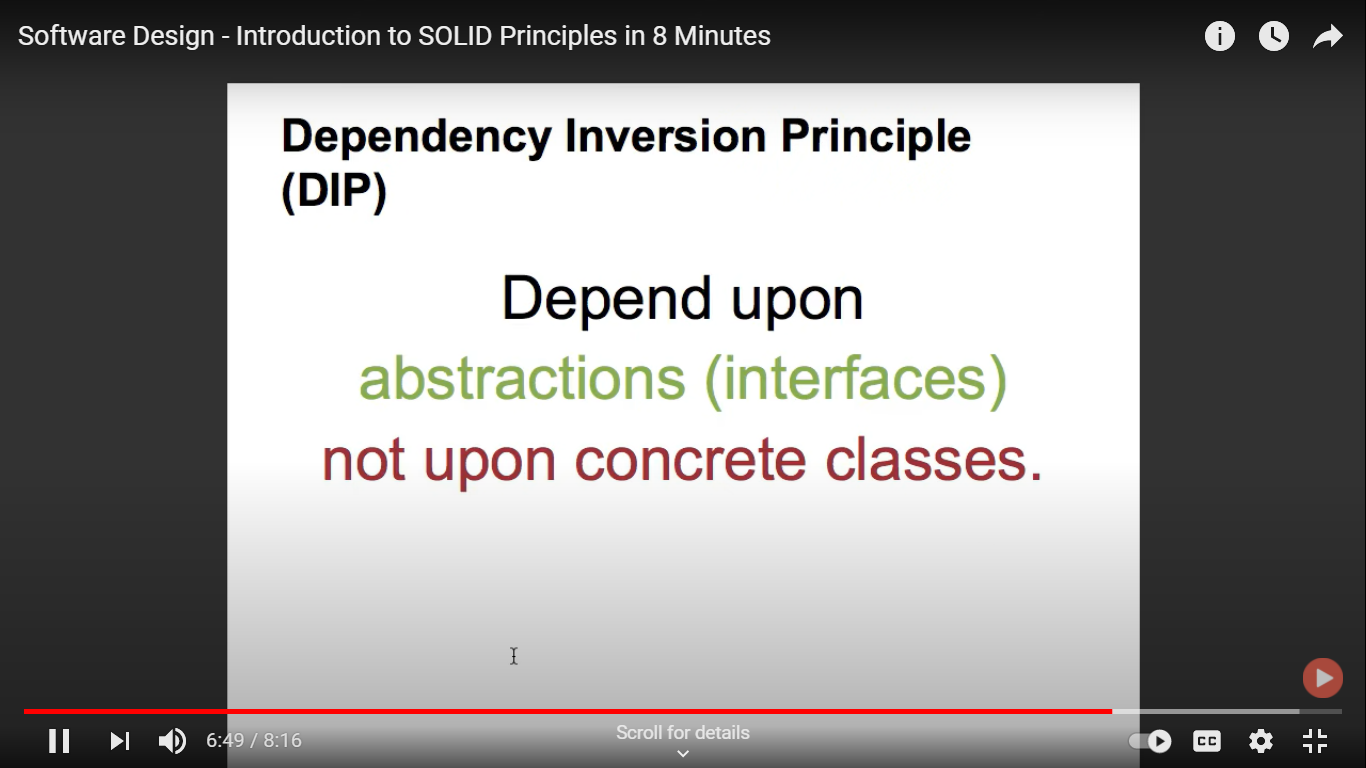 Software Design - Introduction to SOLID Principles in 8 Minutes
Dependency Inversion Principle
(DIP)
Depend upon
abstractions (interfaces)
not upon concrete classes.
6:49 / 8:16
Scroll for details
CC